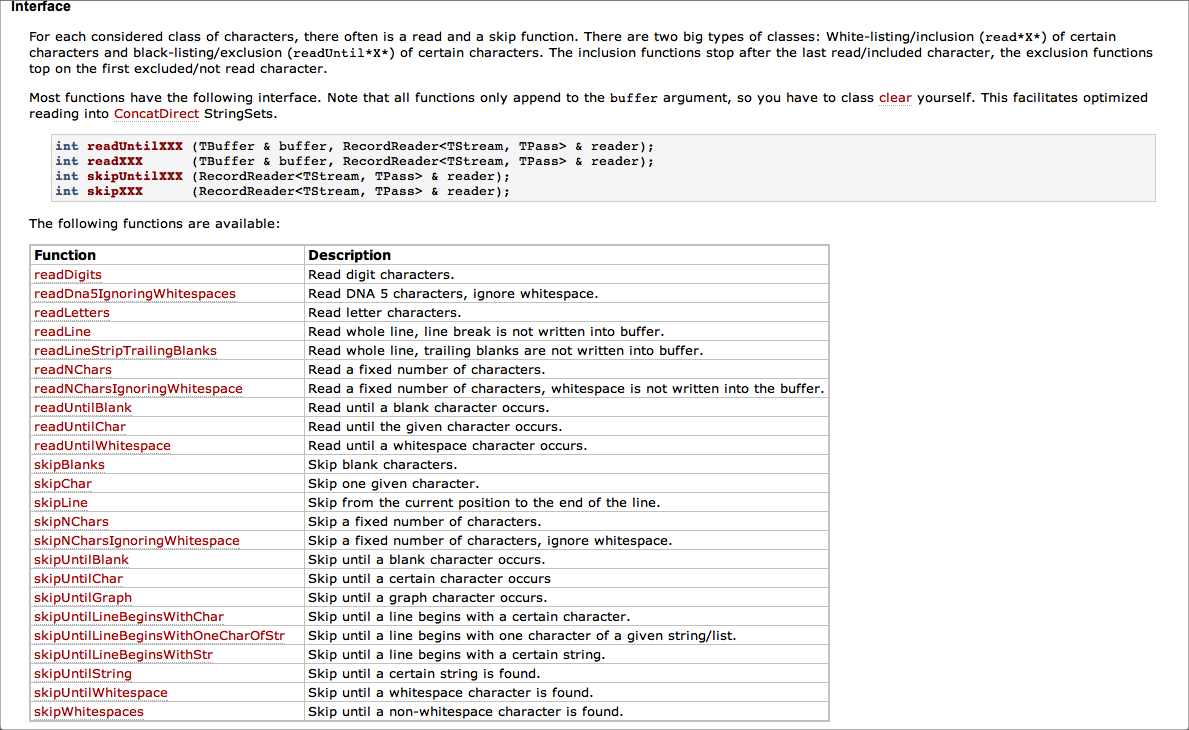 Interface
For each considered class of characters, there often is a read and a skip function. There are two big types of classes: White-listing/inclusion (read*X*) of certain
characters and black-listing/exclusion (readUntil*X*) of certain characters. The inclusion functions stop after the last read/included character, the exclusion functions
top on the first excluded/not read character.
Most functions have the following interface. Note that all functions only append to the buffer argument, so you have to class clear yourself. This facilitates optimized
reading into ConcatDirect StringSets.
int readUntilXXX (TBuffer & buffer, RecordReader<TStream, TPass> & reader);
int readXXX      (TBuffer & buffer, RecordReader<TStream, TPass> & reader);
int skipUntilXXX (RecordReader<TStream, TPass> & reader);
int skipXXX      (RecordReader<TStream, TPass> & reader);
The following functions are available:
Function Description
readDigits Read digit characters.
readDna5IgnoringWhitespaces Read DNA 5 characters, ignore whitespace.
readLetters Read letter characters.
readLine Read whole line, line break is not written into buffer.
readLineStripTrailingBlanks Read whole line, trailing blanks are not written into buffer.
readNChars Read a fixed number of characters.
readNCharsIgnoringWhitespace Read a fixed number of characters, whitespace is not written into the buffer.
readUntilBlank Read until a blank character occurs.
readUntilChar Read until the given character occurs.
readUntilWhitespace Read until a whitespace character occurs.
skipBlanks Skip blank characters.
skipChar Skip one given character.
skipLine Skip from the current position to the end of the line.
skipNChars Skip a fixed number of characters.
skipNCharsIgnoringWhitespace Skip a fixed number of characters, ignore whitespace.
skipUntilBlank Skip until a blank character occurs.
skipUntilChar Skip until a certain character occurs
skipUntilGraph Skip until a graph character occurs.
skipUntilLineBeginsWithChar Skip until a line begins with a certain character.
skipUntilLineBeginsWithOneCharOfStr Skip until a line begins with one character of a given string/list.
skipUntilLineBeginsWithStr Skip until a line begins with a certain string.
skipUntilString Skip until a certain string is found.
skipUntilWhitespace Skip until a whitespace character is found.
skipWhitespaces Skip until a non-whitespace character is found.